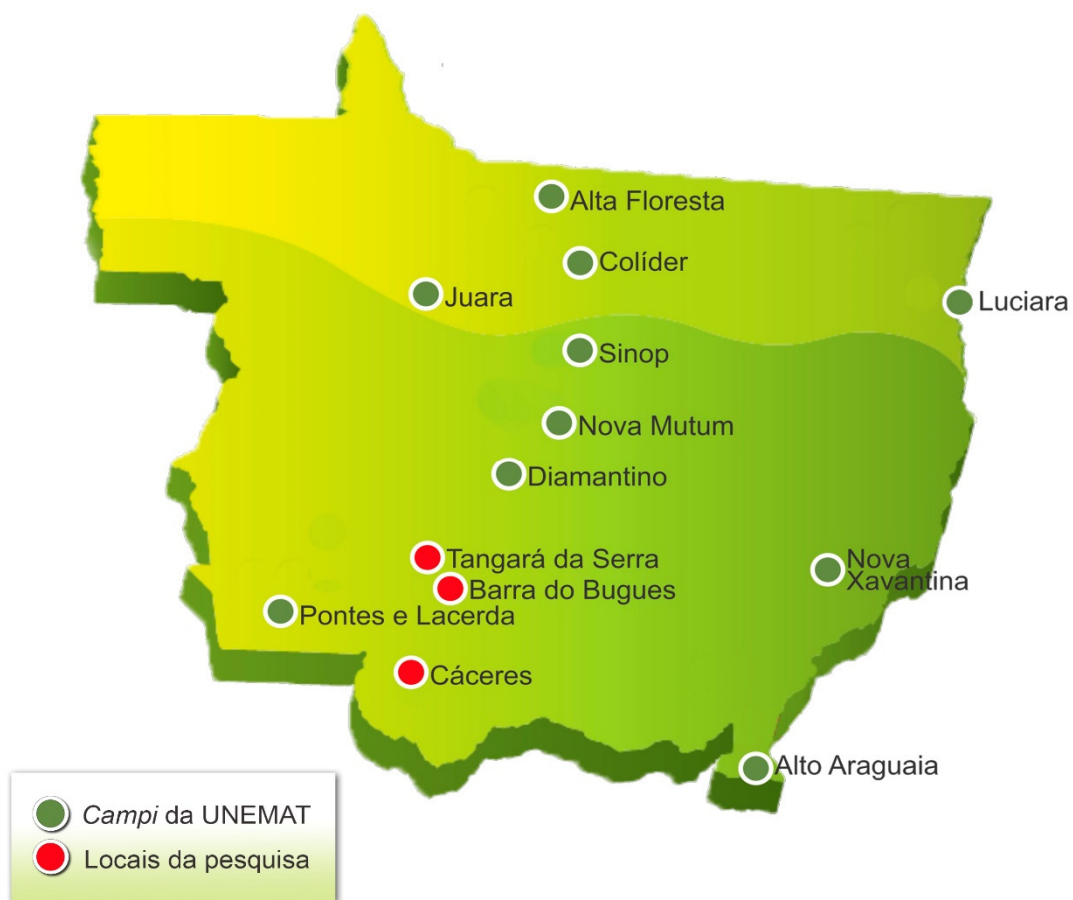 Alta Floresta
Colíder
Juara
Luciara
Sinop
Nova Mutum
Diamantino
Tangará da Serra
Nova
Xavantina
Barra do Bugues
Pontes e Lacerda
Cáceres
Alto Araguaia
Campi da UNEMAT
Locais da pesquisa